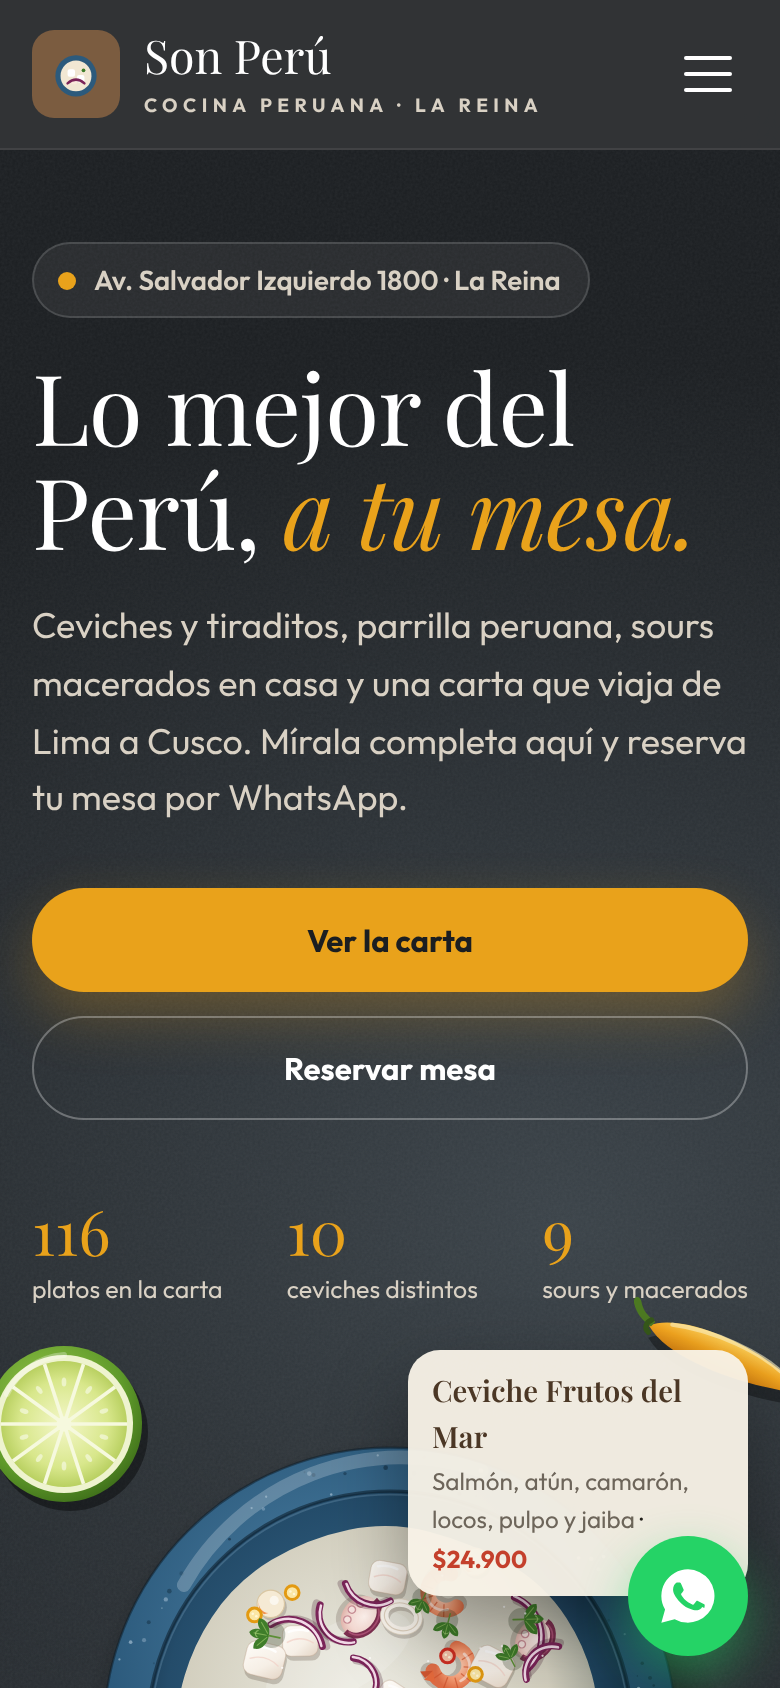 Son Perú
COCINA PERUANA · LA REINA
Av. Salvador Izquierdo 1800 · La Reina
Lo mejor del
Perú, a tu mesa.
Ceviches y tiraditos, parrilla peruana, sours
macerados en casa y una carta que viaja de
Lima a Cusco. Mírala completa aquí y reserva
tu mesa por WhatsApp.
Ver la carta
Reservar mesa
116
platos en la carta
10
ceviches distintos
9
sours y macerados
Ceviche Frutos del
Mar
Salmón, atún, camarón,
locos, pulpo y jaiba ·
$24.900